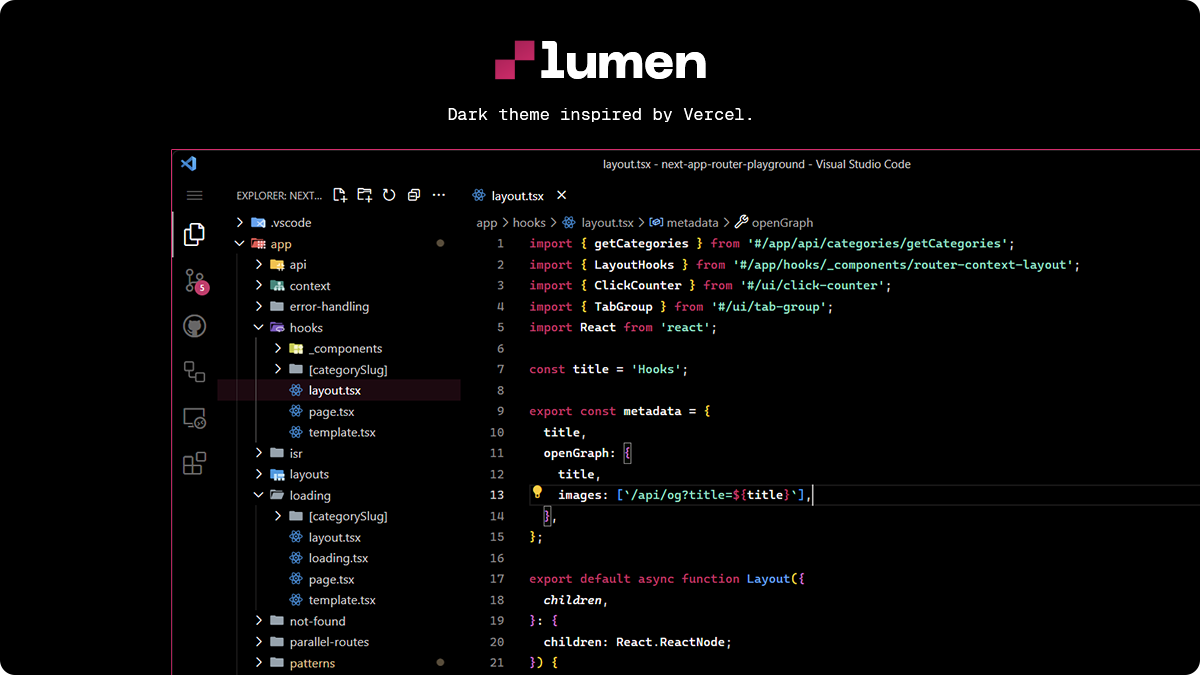 lumen
Dark theme inspired by Vercel.
layout.tsx - next-app-router-playground - Visual Studio Code
EXPLORER: NEXT...
layout.tsx
.vscode
app
api
context
error-handling
hooks
_components
[categorySlug]
layout.tsx
page.tsx
template.tsx
isr
layouts
loading
[categorySlug]
layout.tsx
loading.tsx
page.tsx
template.tsx
not-found
parallel-routes
patterns
5
app > hooks > layout.tsx > metadata > openGraph
1 import { getCategories } from '#/app/api/categories/getCategories';
2 import { LayoutHooks } from '#/app/hooks/_components/router-context-layout';
3 import { ClickCounter } from '#/ui/click-counter';
4 import { TabGroup } from '#/ui/tab-group';
5 import React from 'react';
6
7 const title = 'Hooks';
8
9 export const metadata = {
10 title,
11 openGraph: {
12 title,
13 images: [`/api/og?title=${title}`],
14 },
15 };
16
17 export default async function Layout({
18 children,
19 }: {
20 children: React.ReactNode;
21 }) {